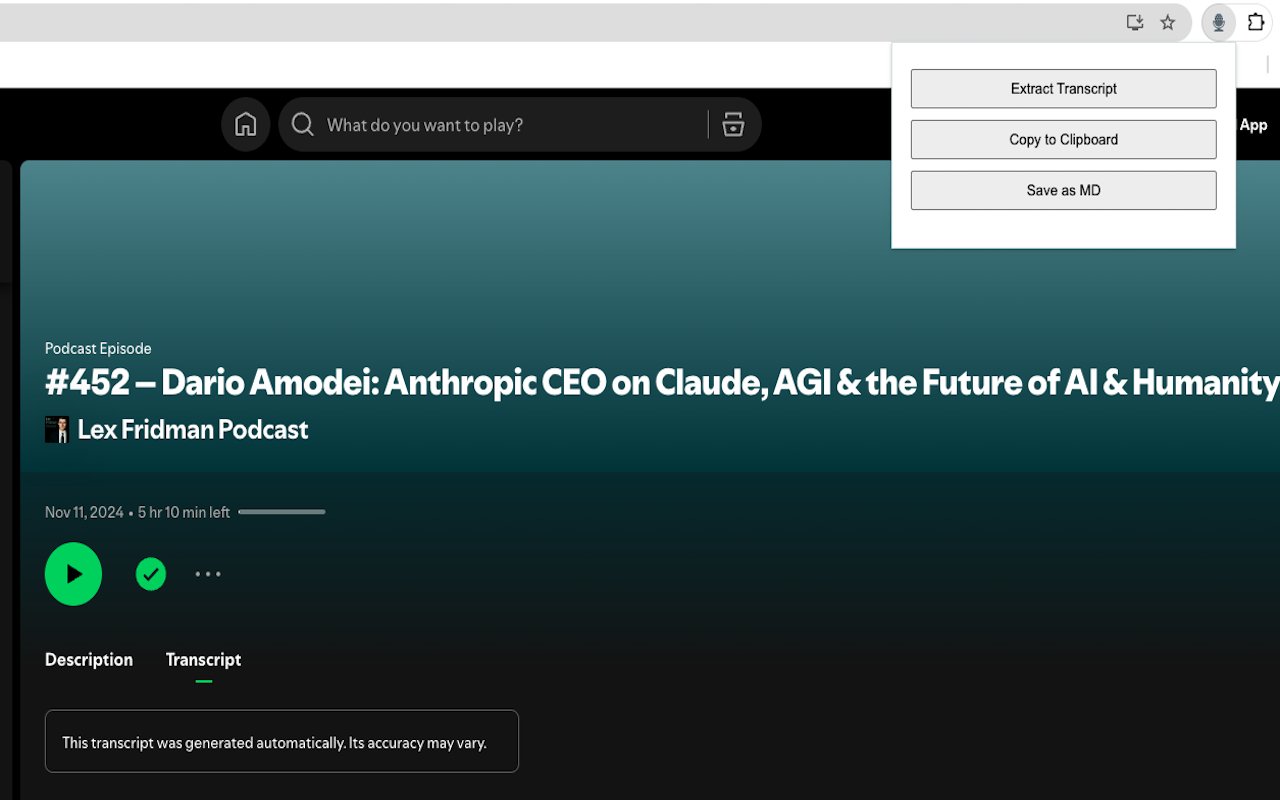 Extract Transcript
Copy to Clipboard
Save as MD
What do you want to play?
App
Podcast Episode
#452 – Dario Amodei: Anthropic CEO on Claude, AGI & the Future of AI & Humanity
Lex Fridman Podcast
Nov 11, 2024 • 5 hr 10 min left
Description Transcript
This transcript was generated automatically. Its accuracy may vary.